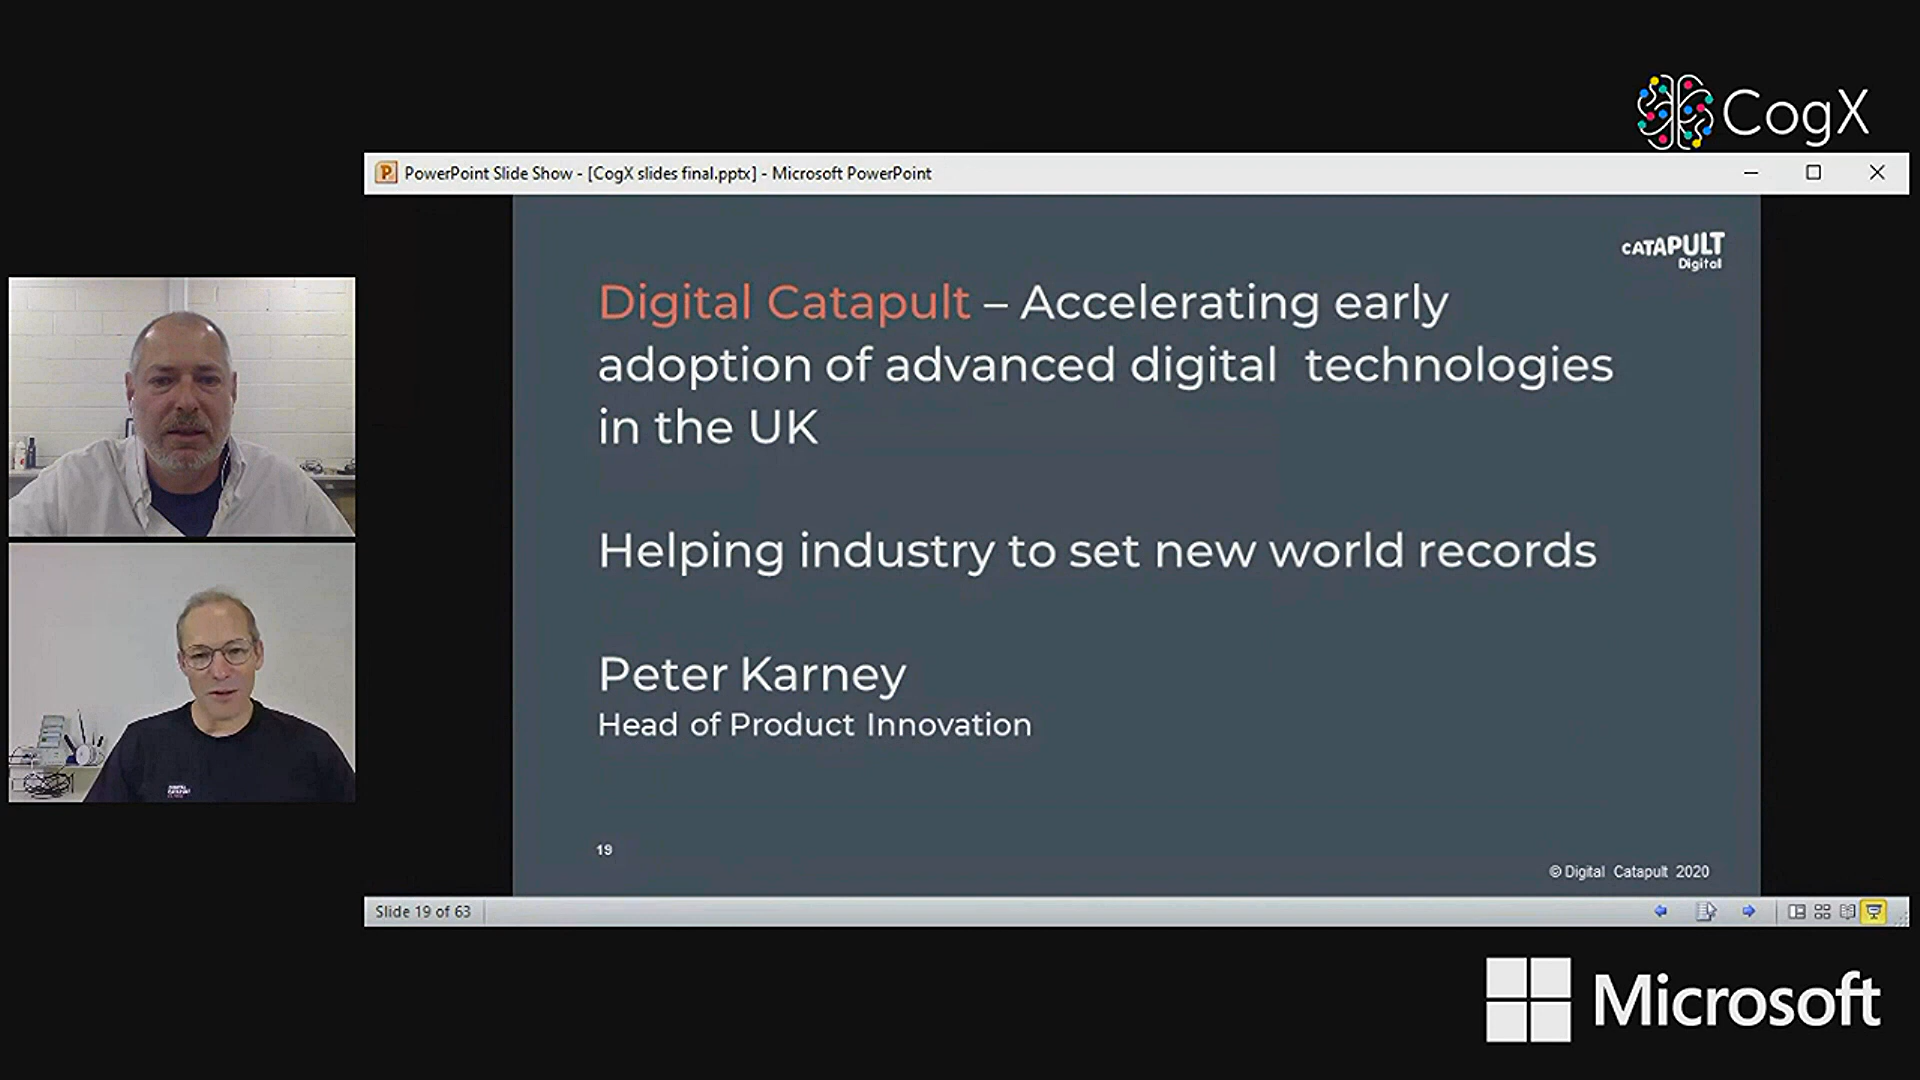 CogX
PowerPoint Slide Show - [CogX slides final.pptx] - Microsoft PowerPoint
CATAPULT
Digital
Digital Catapult – Accelerating early
adoption of advanced digital technologies
in the UK
Helping industry to set new world records
Peter Karney
Head of Product Innovation
19
© Digital Catapult 2020
Slide 19 of 63
Microsoft